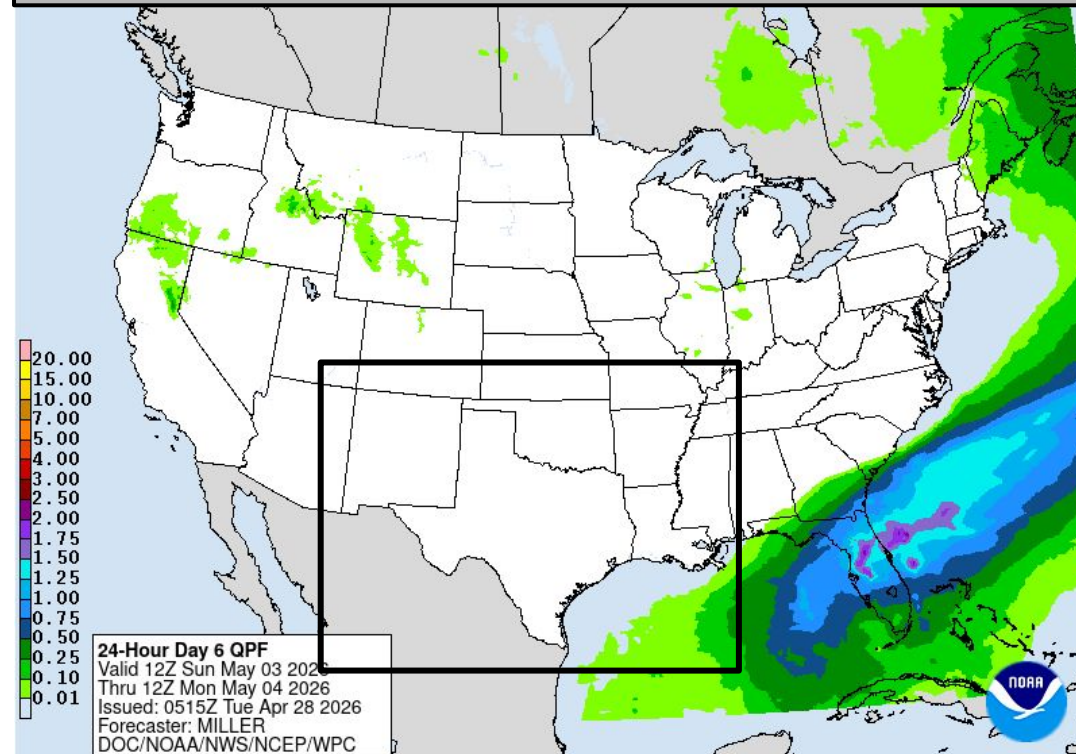 20.00
15.00
10.00
7.00
5.00
4.00
3.00
2.50
2.00
1.75
1.50
1.25
1.00
0.75
0.50
0.25
0.10
0.01
24-Hour Day 6 QPF
Valid 12Z Sun May 03 2026
Thru 12Z Mon May 04 2026
Issued: 0515Z Tue Apr 28 2026
Forecaster: MILLER
DOC/NOAA/NWS/NCEP/WPC
NOAA